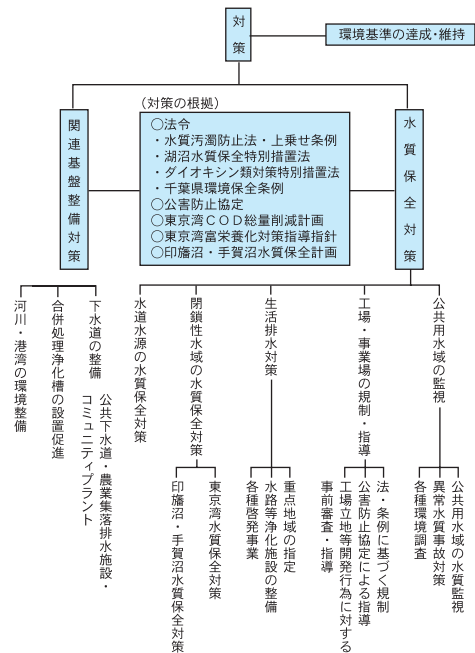 対策
環境基準の達成・維持
(対策の根拠)
○法令
・水質汚濁防止法・上乗せ条例
・湖沼水質保全特別措置法
・ダイオキシン類対策特別措置法
・千葉県環境保全条例
○公害防止協定
○東京湾COD総量削減計画
○東京湾富栄養化対策指導指針
○印旛沼・手賀沼水質保全計画
関連基盤整備対策
水質保全対策
下水道の整備
公共下水道・農業集落排水施設・
コミュニティプラント
合併処理浄化槽の設置促進
河川・港湾の環境整備
公共用水域の監視
公共用水域の水質監視
異常水質事故対策
各種環境調査
工場・事業場の規制・指導
法・条例に基づく規制
公害防止協定による指導
工場立地等開発行為に対する
事前審査・指導
生活排水対策
重点地域の指定
水路等浄化施設の整備
各種啓発事業
閉鎖性水域の水質保全対策
東京湾水質保全対策
印旛沼・手賀沼水質保全対策
水道水源の水質保全対策